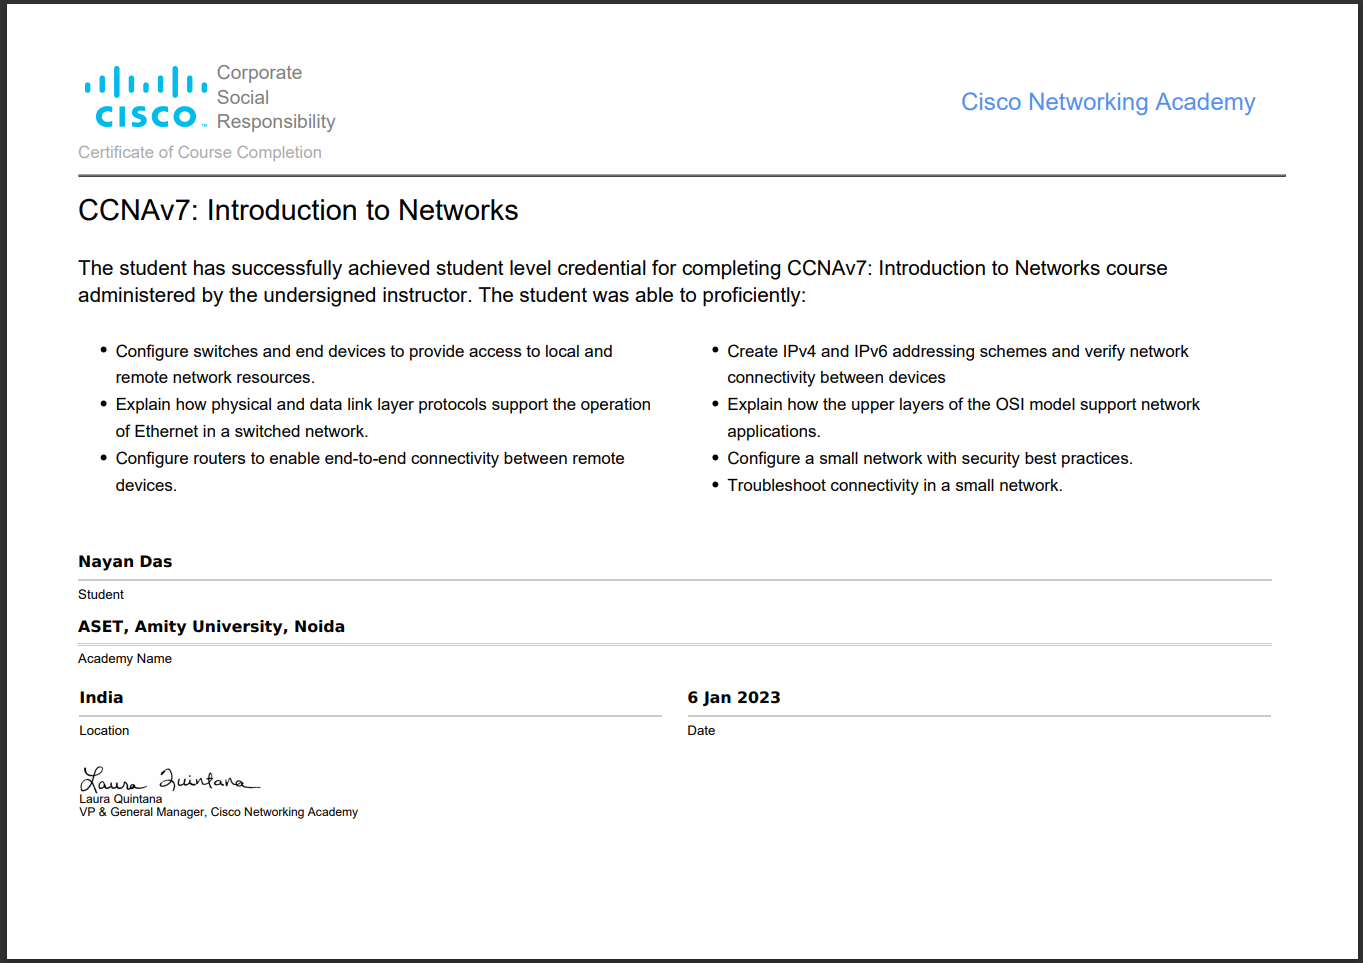 CISCO
Corporate
Social
Responsibility
Cisco Networking Academy
Certificate of Course Completion
CCNAv7: Introduction to Networks
The student has successfully achieved student level credential for completing CCNAv7: Introduction to Networks course
administered by the undersigned instructor. The student was able to proficiently:
• Configure switches and end devices to provide access to local and
remote network resources.
• Explain how physical and data link layer protocols support the operation
of Ethernet in a switched network.
• Configure routers to enable end-to-end connectivity between remote
devices.
• Create IPv4 and IPv6 addressing schemes and verify network
connectivity between devices
• Explain how the upper layers of the OSI model support network
applications.
• Configure a small network with security best practices.
• Troubleshoot connectivity in a small network.
Nayan Das
Student
ASET, Amity University, Noida
Academy Name
India
Location
6 Jan 2023
Date
Laura Quintana
Laura Quintana
VP & General Manager, Cisco Networking Academy